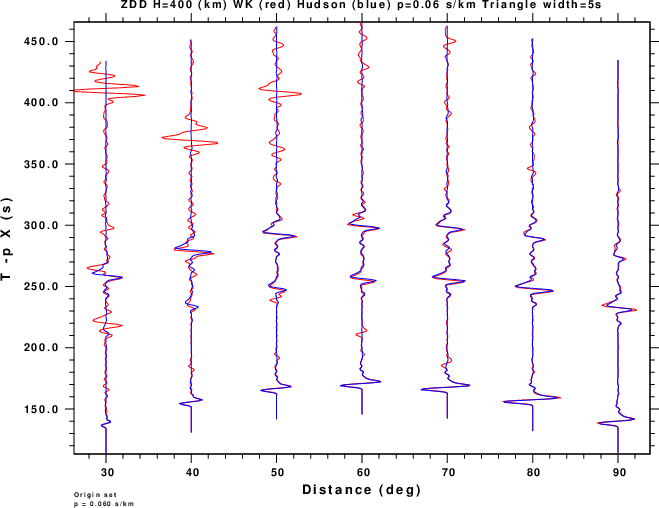 ZDD H=400 (km) WK (red) Hudson (blue) p=0.06 s/km Triangle width=5s
450.0
400.0
350.0
300.0
250.0
200.0
150.0
T -p X (s)
30 40 50 60 70 80 90
Distance (deg)
Origin set
p = 0.060 s/km